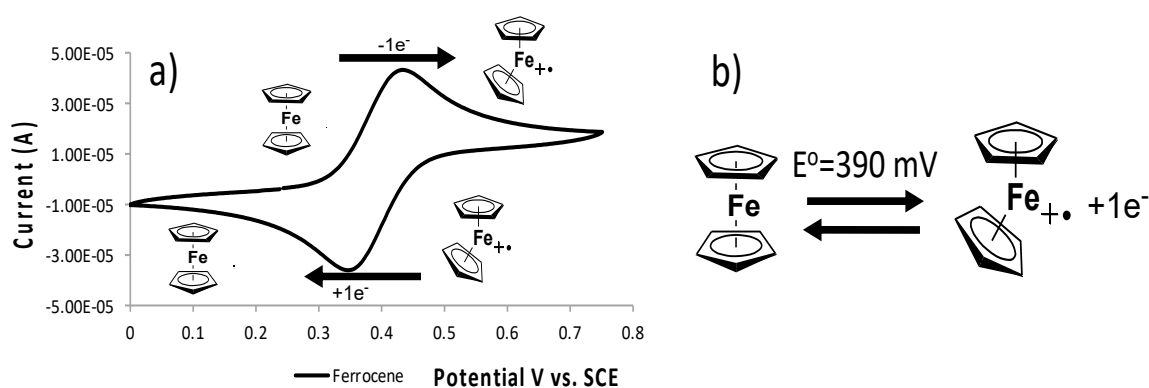 a)
5.00E-05
3.00E-05
1.00E-05
-1.00E-05
-3.00E-05
-5.00E-05
Current (A)
0 0.1 0.2 0.3 0.4 0.5 0.6 0.7 0.8
Ferrocene Potential V vs. SCE
-1e⁻
Fe
Fe+•
Fe
Fe+•
+1e⁻
b)
E⁰=390 mV
Fe
Fe+• +1e⁻